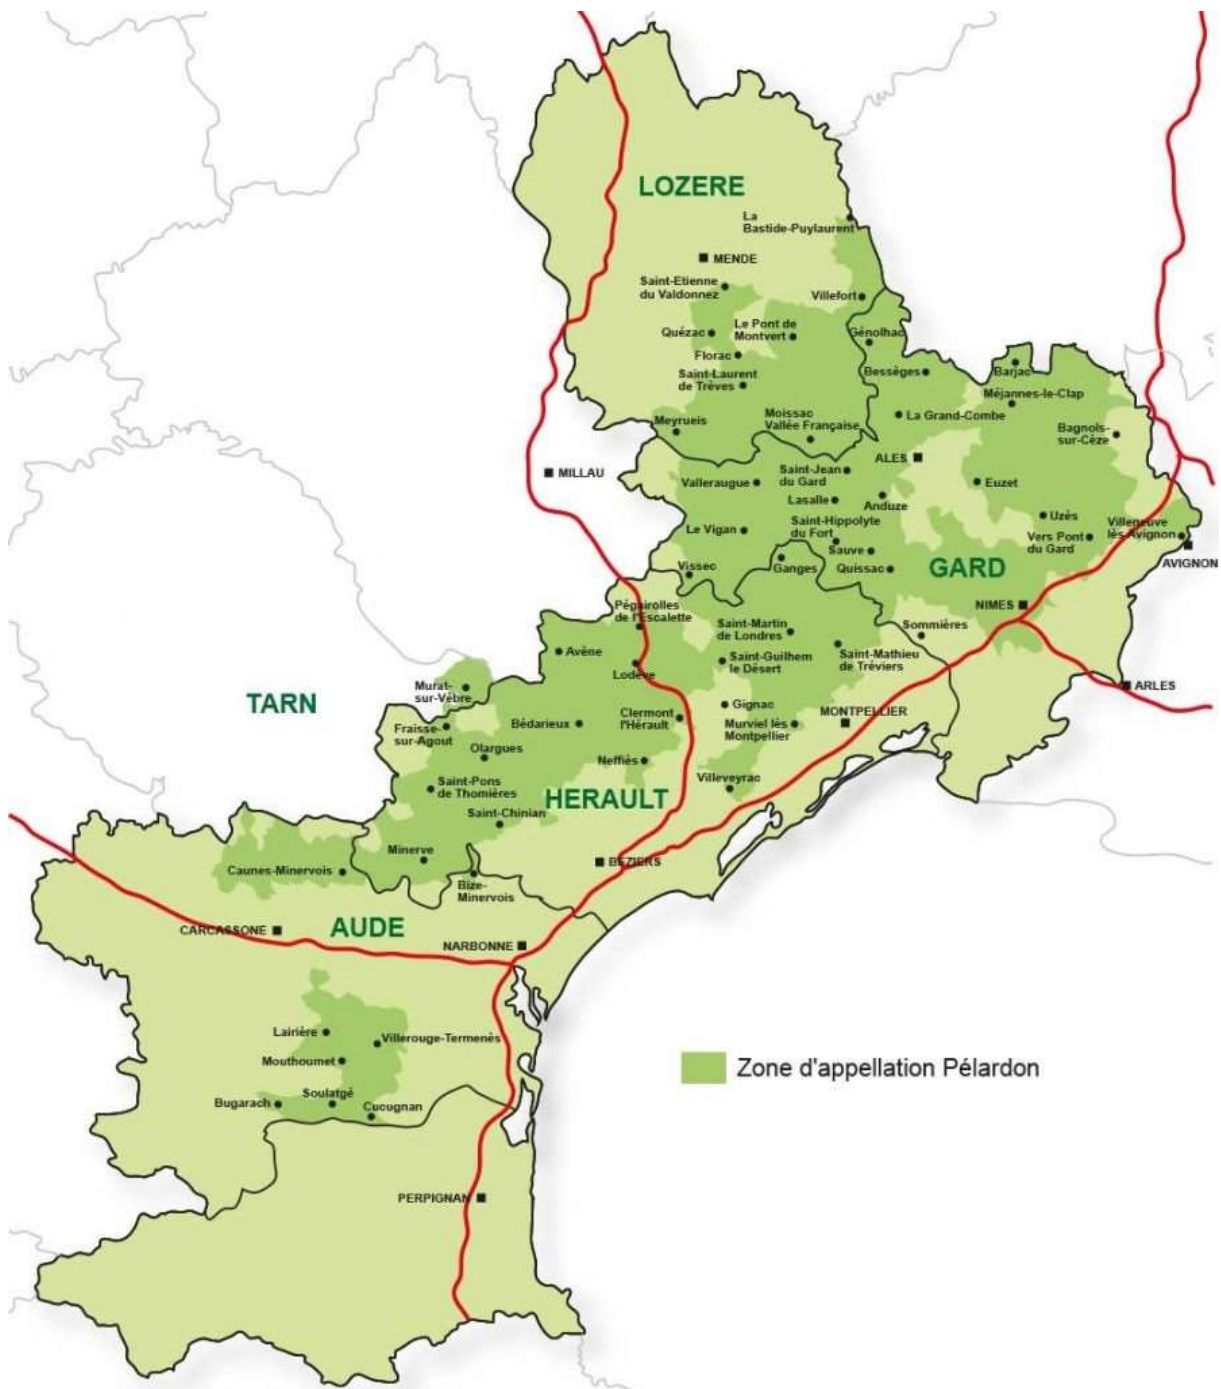 LOZERE
La
Bastide-Puylaurent
MENDE
Saint-Etienne
du Valdonnez
Villefort
Quézac
Le Pont de
Montvert
Génolhac
Florac
Bessèges
Barjac
Saint-Laurent
de Trèves
Méjannes-le-Clap
Meyrueis
Moissac
Vallée Française
La Grand-Combe
Bagnols-
sur-Cèze
ALES
MILLAU
Valleraugue
Saint-Jean
du Gard
Euzet
Lasalle
Anduze
Le Vigan
Saint-Hippolyte
du Fort
Uzès
Vers Pont
du Gard
Villeneuve
lès Avignon
Sauve
AVIGNON
Vissec
Ganges
Quissac
GARD
NIMES
Pégairolles
de l'Escalette
Saint-Martin
de Londres
Sommières
Avène
Saint-Guilhem
le Désert
Saint-Mathieu
de Tréviers
Lodève
ARLES
Murat-
sur-Vèbre
TARN
Gignac
Fraisse-
sur-Agout
Bédarieux
Clermont
l'Hérault
Murviel lès
Montpellier
MONTPELLIER
Olargues
Neffiès
Saint-Pons
de Thomières
Villeveyrac
HERAULT
Saint-Chinian
Minerve
BEZIERS
Caunes-Minervois
Bize-
Minervois
AUDE
CARCASSONE
NARBONNE
Lairière
Villerouge-Termenès
Mouthoumet
Zone d'appellation Pélardon
Bugarach
Soulatgé
Cucugnan
PERPIGNAN